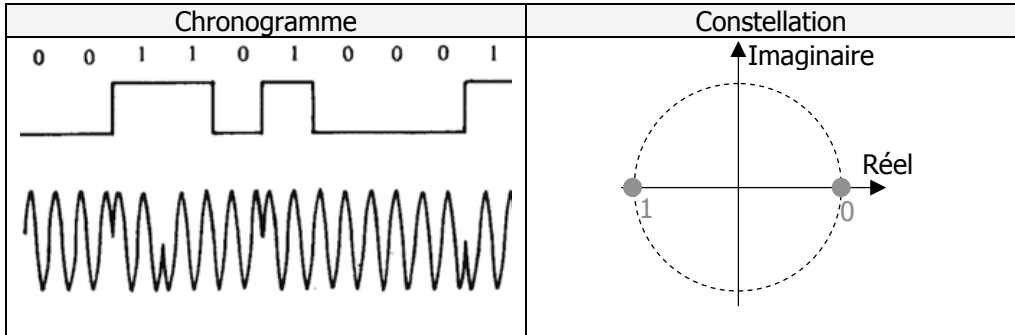 Chronogramme
Constellation
0 0 1 1 0 1 0 0 0 1
Imaginaire
Réel
1
0